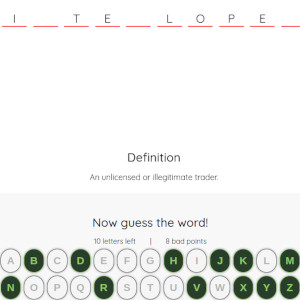 I _ T E _ L O P E _
Definition
An unlicensed or illegitimate trader.
Now guess the word!
10 letters left | 8 bad points
A B C D E F G H I J K L M
N O P Q R S T U V W X Y Z